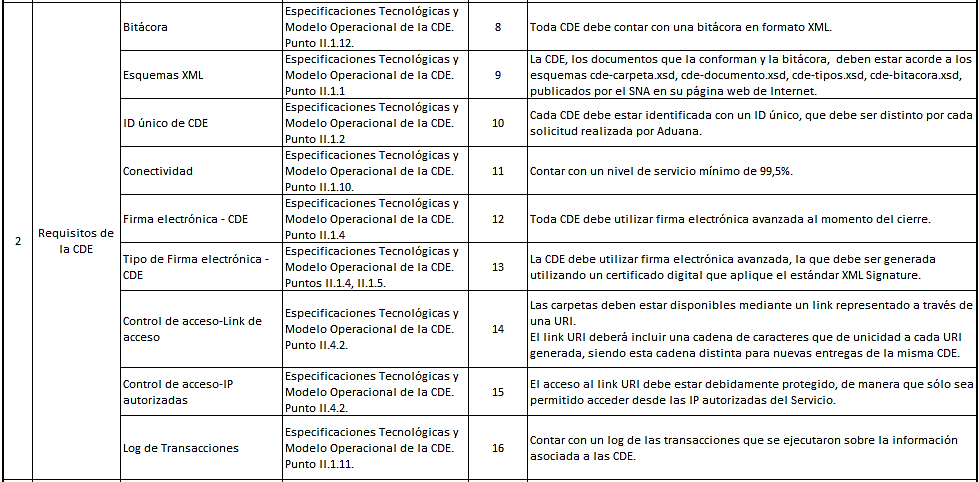 Bitácora
Especificaciones Tecnológicas y
Modelo Operacional de la CDE.
Punto II.1.12.
8
Toda CDE debe contar con una bitácora en formato XML.
Esquemas XML
Especificaciones Tecnológicas y
Modelo Operacional de la CDE.
Punto II.1.1
9
La CDE, los documentos que la conforman y la bitácora, deben estar acorde a los
esquemas cde-carpeta.xsd, cde-documento.xsd, cde-tipos.xsd, cde-bitacora.xsd,
publicados por el SNA en su página web de Internet.
ID único de CDE
Especificaciones Tecnológicas y
Modelo Operacional de la CDE.
Punto II.1.2
10
Cada CDE debe estar identificada con un ID único, que debe ser distinto por cada
solicitud realizada por Aduana.
Conectividad
Especificaciones Tecnológicas y
Modelo Operacional de la CDE.
Punto II.1.10.
11
Contar con un nivel de servicio mínimo de 99,5%.
2
Requisitos de
la CDE
Firma electrónica - CDE
Especificaciones Tecnológicas y
Modelo Operacional de la CDE.
Punto II.1.4
12
Toda CDE debe utilizar firma electrónica avanzada al momento del cierre.
Tipo de Firma electrónica -
CDE
Especificaciones Tecnológicas y
Modelo Operacional de la CDE.
Puntos II.1.4, II.1.5.
13
La CDE debe utilizar firma electrónica avanzada, la que debe ser generada
utilizando un certificado digital que aplique el estándar XML Signature.
Control de acceso-Link de
acceso
Especificaciones Tecnológicas y
Modelo Operacional de la CDE.
Punto II.4.2.
14
Las carpetas deben estar disponibles mediante un link representado a través de
una URI.
El link URI deberá incluir una cadena de caracteres que de unicidad a cada URI
generada, siendo esta cadena distinta para nuevas entregas de la misma CDE.
Control de acceso-IP
autorizadas
Especificaciones Tecnológicas y
Modelo Operacional de la CDE.
Punto II.4.2.
15
El acceso al link URI debe estar debidamente protegido, de manera que sólo sea
permitido acceder desde las IP autorizadas del Servicio.
Log de Transacciones
Especificaciones Tecnológicas y
Modelo Operacional de la CDE.
Punto II.1.11.
16
Contar con un log de las transacciones que se ejecutaron sobre la información
asociada a las CDE.